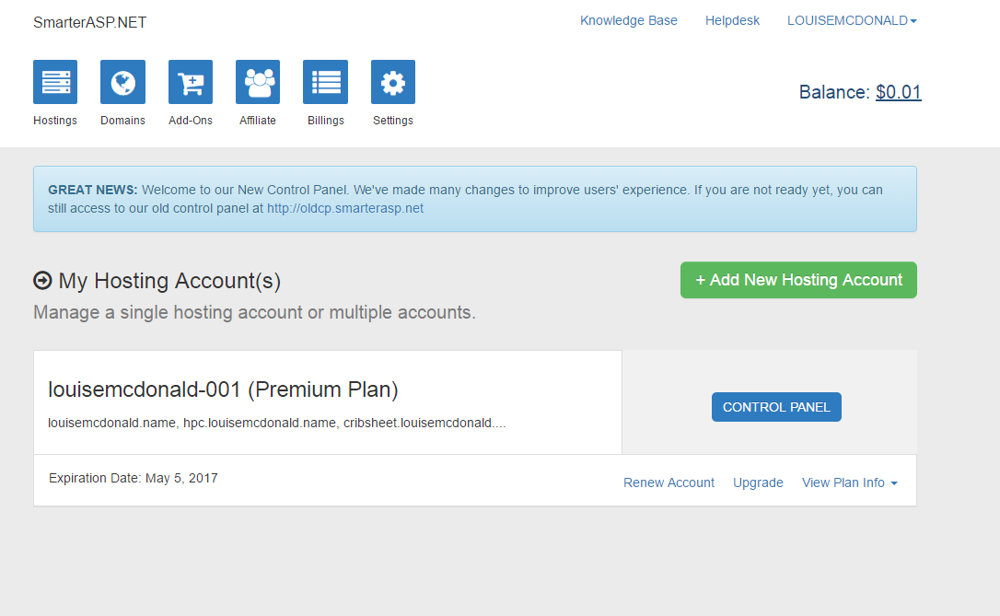 SmarterASP.NET
Knowledge Base Helpdesk LOUISEMCDONALD
Hostings Domains Add-Ons Affiliate Billings Settings
Balance: $0.01
GREAT NEWS: Welcome to our New Control Panel. We've made many changes to improve users' experience. If you are not ready yet, you can
still access to our old control panel at http://oldcp.smarterasp.net
My Hosting Account(s)
+ Add New Hosting Account
Manage a single hosting account or multiple accounts.
louisemcdonald-001 (Premium Plan)
louisemcdonald.name, hpc.louisemcdonald.name, cribsheet.louisemcdonald....
CONTROL PANEL
Expiration Date: May 5, 2017
Renew Account Upgrade View Plan Info